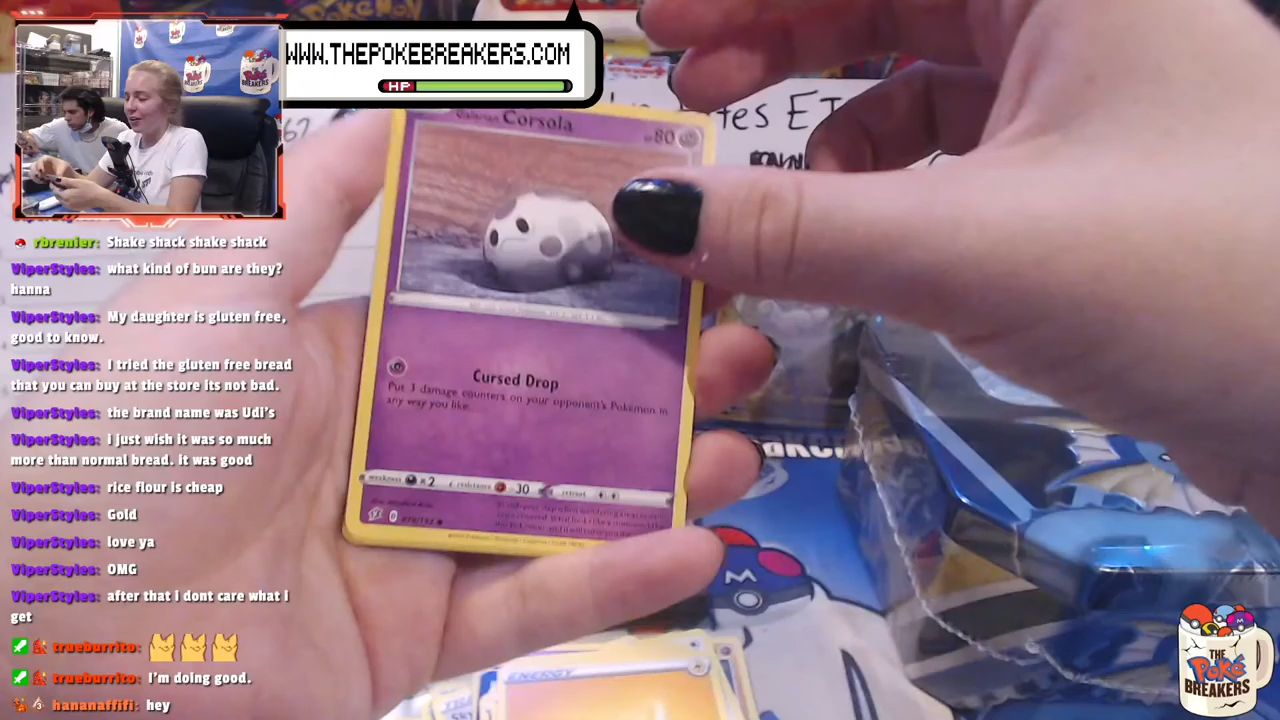 WWW.THEPOKEBREAKERS.COM
HP
rbrenier: Shake shack shake shack
ViperStyles: what kind of bun are they?
hanna
ViperStyles: My daughter is gluten free,
good to know.
ViperStyles: I tried the gluten free bread
that you can buy at the store its not bad.
ViperStyles: the brand name was Udi's
ViperStyles: I just wish it was so much
more than normal bread. it was good
ViperStyles: rice flour is cheap
ViperStyles: Gold
ViperStyles: love ya
ViperStyles: OMG
ViperStyles: after that I dont care what I
get
trueburrito:
trueburrito: I'm doing good.
hananaffifi: hey
Galarian Corsola
HP 80
Cursed Drop
Put 3 damage counters on your opponent's Pokémon in
any way you like.
weakness ×2 resistance 30 retreat
ENERGY
M
THE
Poké
BREAKERS